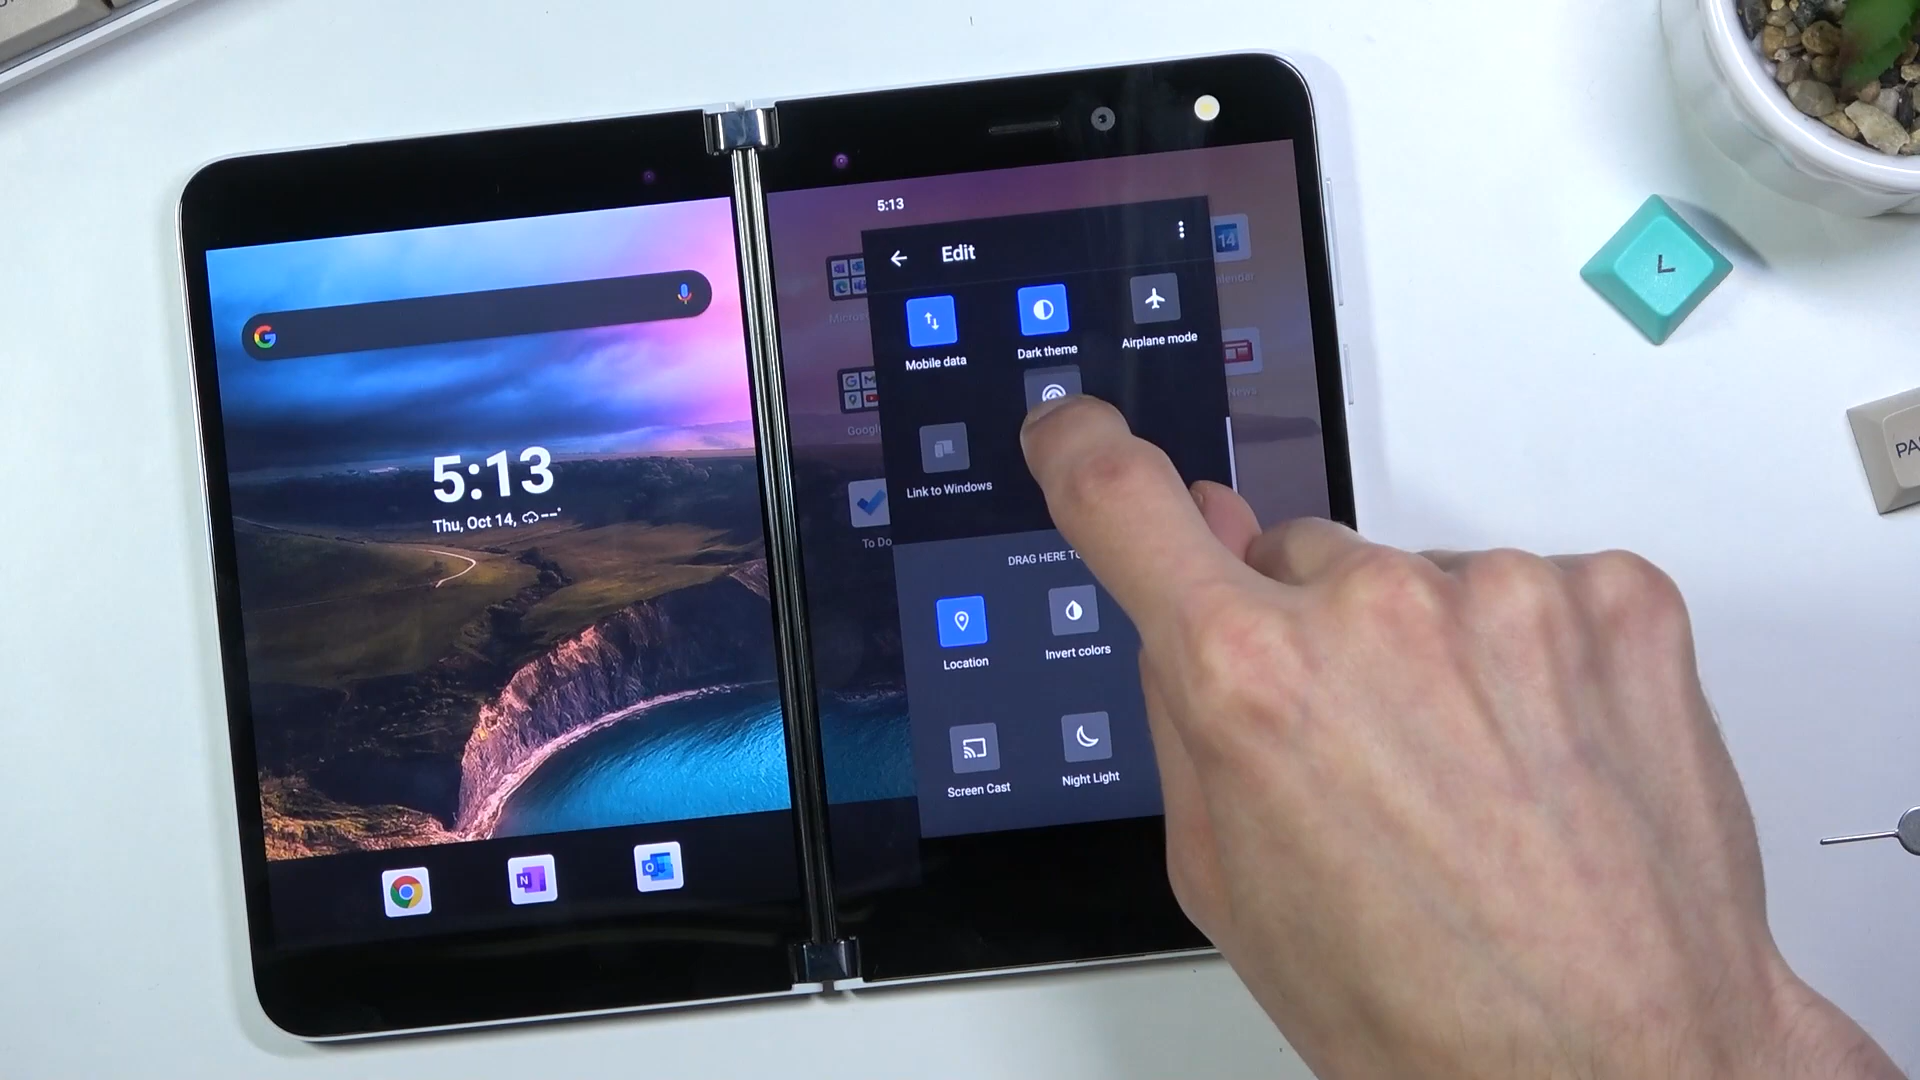 5:13
Thu, Oct 14,
5:13
Edit
Mobile data
Dark theme
Airplane mode
Link to Windows
DRAG HERE
Location
Invert colors
Screen Cast
Night Light
To Do
14
News
N
O
L